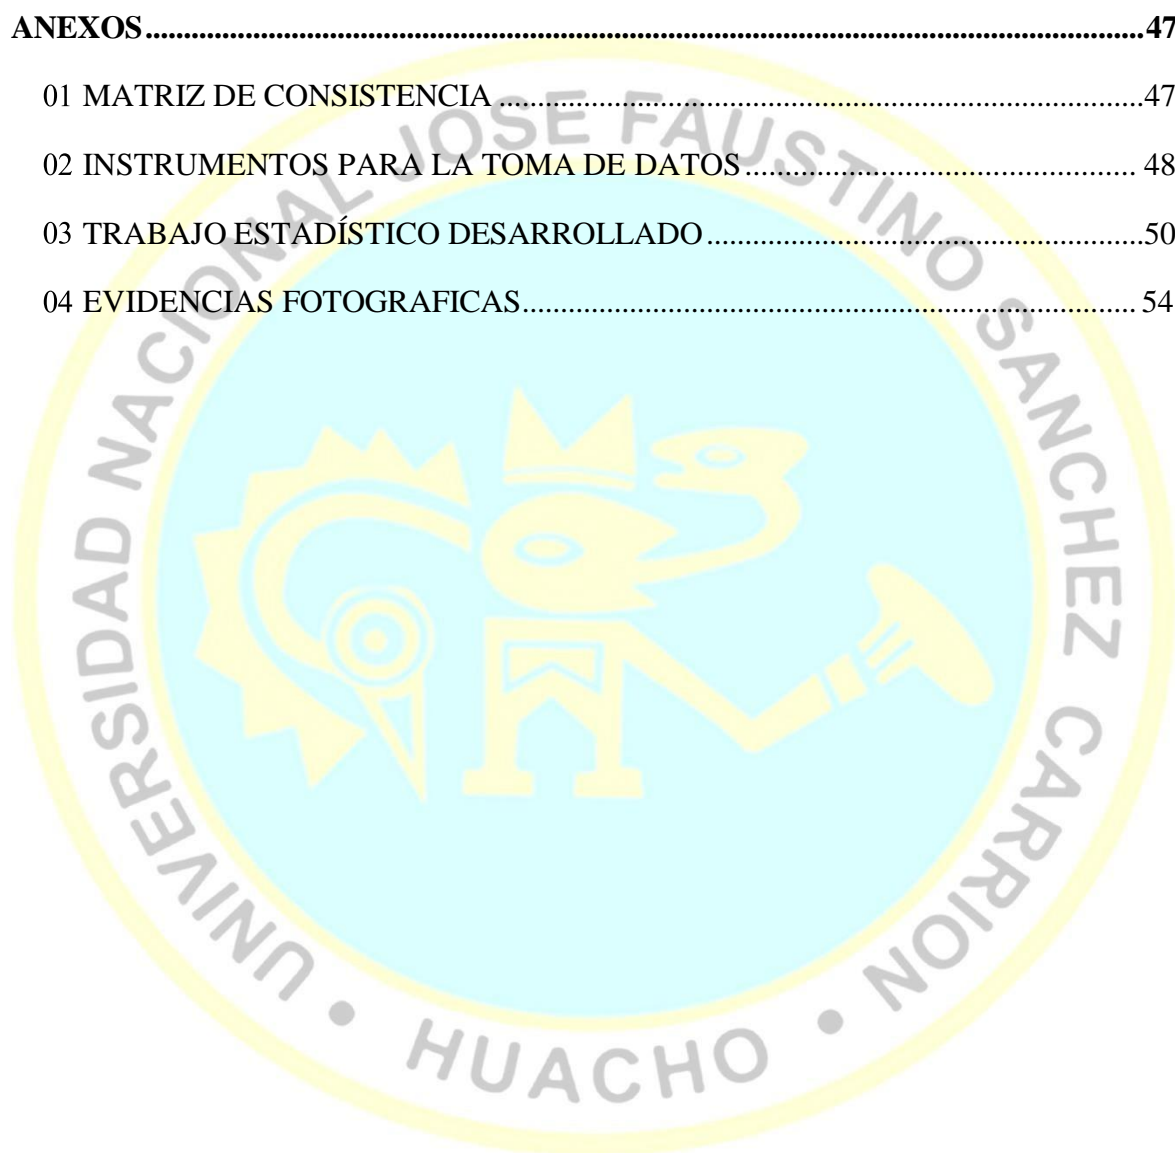 ANEXOS........................................................................................................................47
01 MATRIZ DE CONSISTENCIA ...............................................................................47
02 INSTRUMENTOS PARA LA TOMA DE DATOS ................................................ 48
03 TRABAJO ESTADÍSTICO DESARROLLADO .....................................................50
04 EVIDENCIAS FOTOGRAFICAS........................................................................... 54
UNIVERSIDAD NACIONAL JOSE FAUSTINO SANCHEZ CARRION • HUACHO •